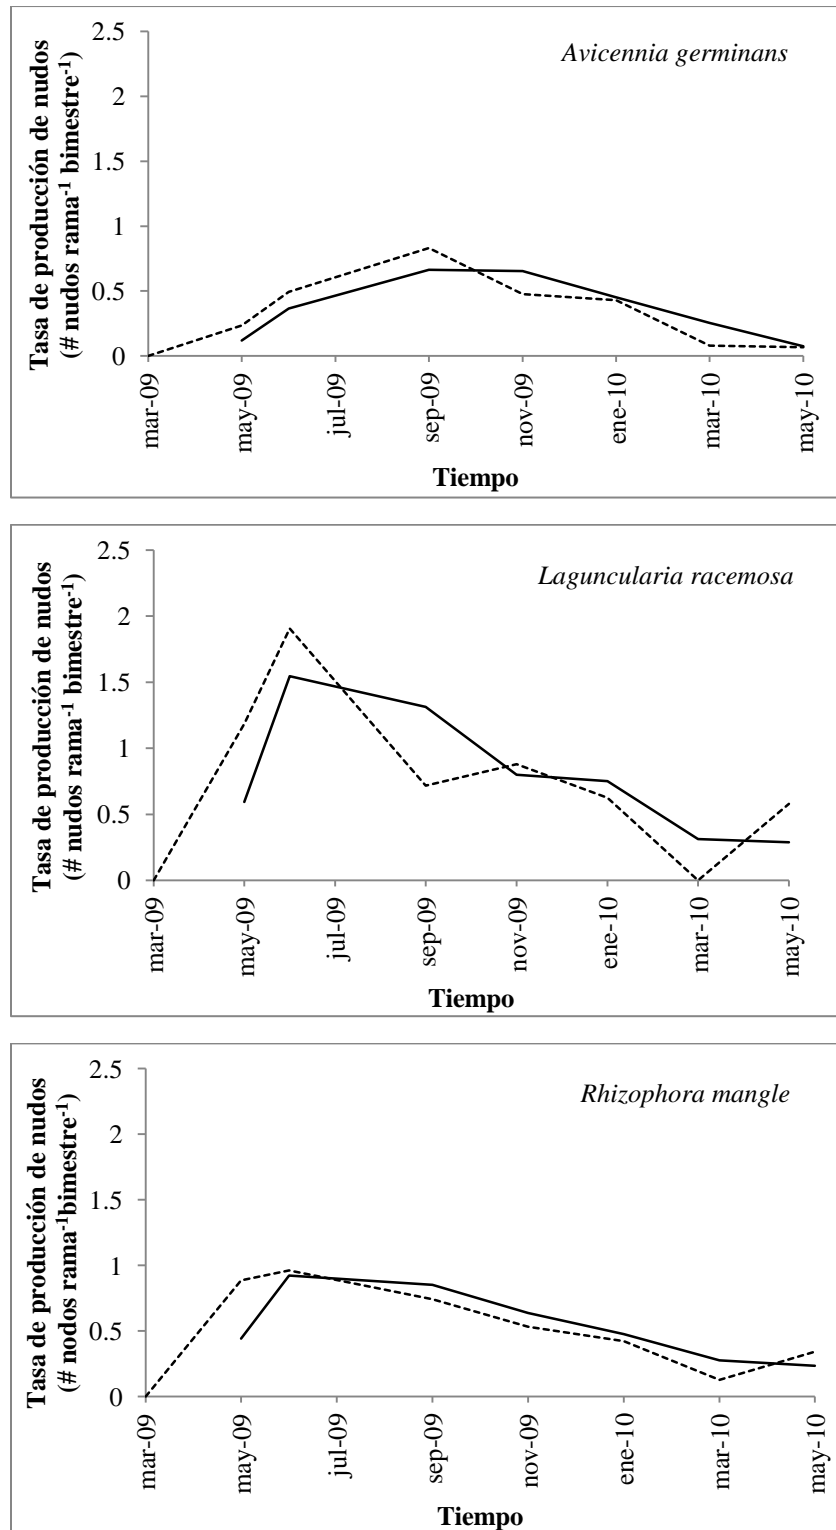 Avicennia germinans
Tasa de producción de nudos
(# nudos rama⁻¹ bimestre⁻¹)
2.5
2
1.5
1
0.5
0
mar-09
may-09
jul-09
sep-09
nov-09
ene-10
mar-10
may-10
Tiempo
Laguncularia racemosa
Tasa de producción de nudos
(# nudos rama⁻¹ bimestre⁻¹)
2.5
2
1.5
1
0.5
0
mar-09
may-09
jul-09
sep-09
nov-09
ene-10
mar-10
may-10
Tiempo
Rhizophora mangle
Tasa de producción de nudos
(# nodos rama⁻¹bimestre⁻¹)
2.5
2
1.5
1
0.5
0
mar-09
may-09
jul-09
sep-09
nov-09
ene-10
mar-10
may-10
Tiempo